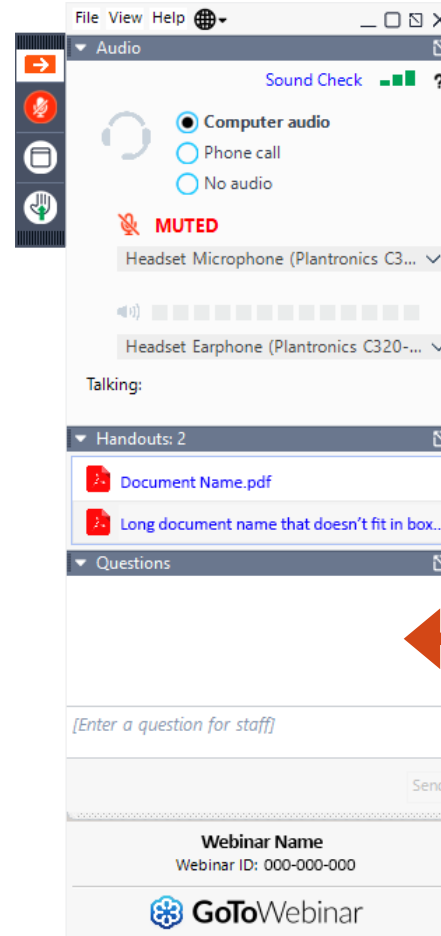 File View Help
Audio
Sound Check ?
Computer audio
Phone call
No audio
MUTED
Headset Microphone (Plantronics C3...
Headset Earphone (Plantronics C320-...
Talking:
Handouts: 2
Document Name.pdf
Long document name that doesn't fit in box...
Questions
[Enter a question for staff]
Send
Webinar Name
Webinar ID: 000-000-000
GoToWebinar